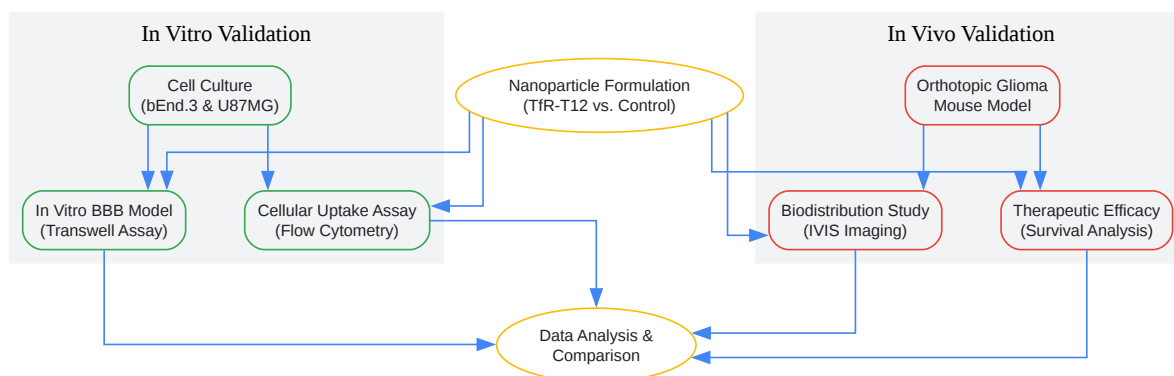 In Vitro Validation
In Vivo Validation
Cell Culture
(bEnd.3 & U87MG)
Nanoparticle Formulation
(TfR-T12 vs. Control)
Orthotopic Glioma
Mouse Model
In Vitro BBB Model
(Transwell Assay)
Cellular Uptake Assay
(Flow Cytometry)
Biodistribution Study
(IVIS Imaging)
Therapeutic Efficacy
(Survival Analysis)
Data Analysis &
Comparison